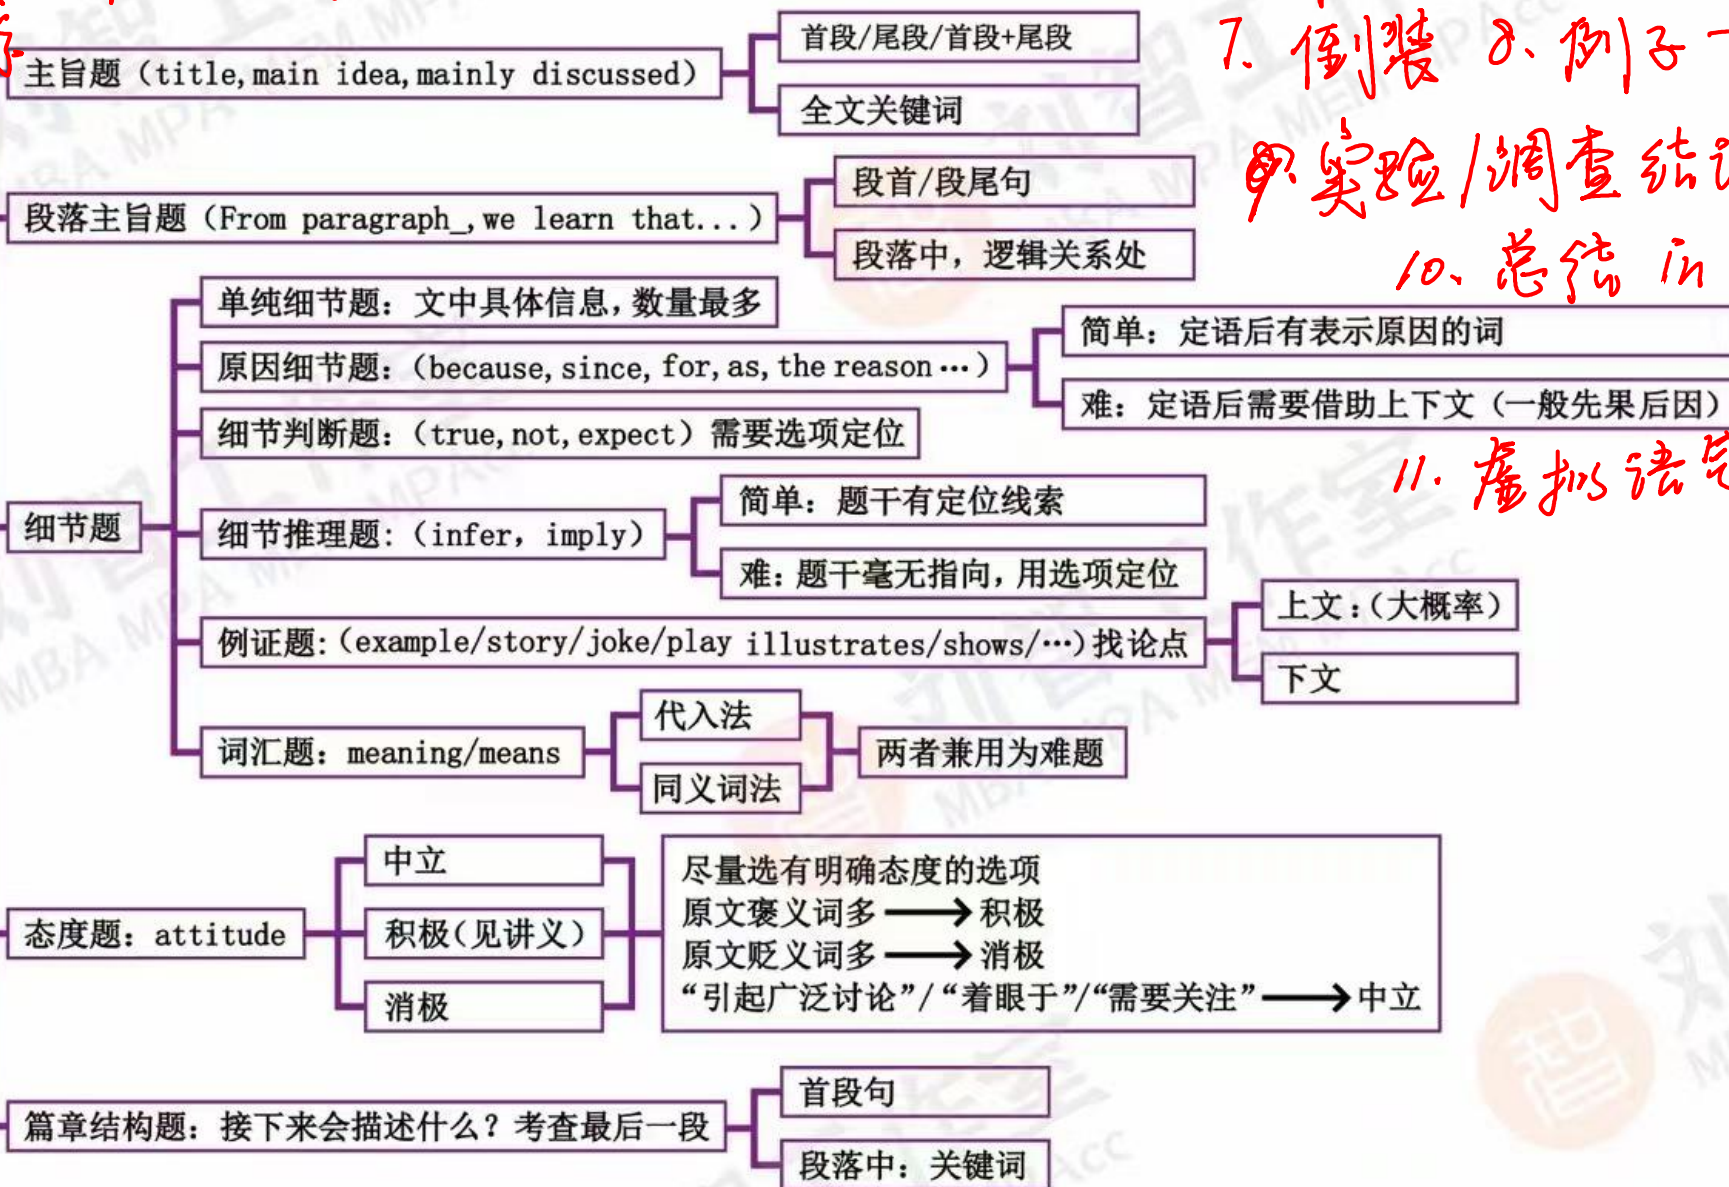 主旨题（title,main idea,mainly discussed）
首段/尾段/首段+尾段
全文关键词
7. 倒装 8、例子
9. 实验/调查结
段落主旨题（From paragraph_,we learn that...）
段首/段尾句
段落中，逻辑关系处
10、总结 in
细节题
单纯细节题：文中具体信息，数量最多
原因细节题：（because,since,for,as,the reason…）
简单：定语后有表示原因的词
难：定语后需要借助上下文（一般先果后因）
细节判断题：（true,not,expect）需要选项定位
11. 虚拟语气
细节推理题：（infer，imply）
简单：题干有定位线索
难：题干毫无指向，用选项定位
例证题:（example/story/joke/play illustrates/shows/…)找论点
上文：（大概率）
下文
词汇题：meaning/means
代入法
同义词法
两者兼用为难题
态度题：attitude
中立
积极（见讲义）
消极
尽量选有明确态度的选项
原文褒义词多→积极
原文贬义词多→消极
“引起广泛讨论”/“着眼于”/“需要关注”→中立
篇章结构题：接下来会描述什么？考查最后一段
首段句
段落中：关键词
刘智工作室
MBA MPA MEM MPAcc
智